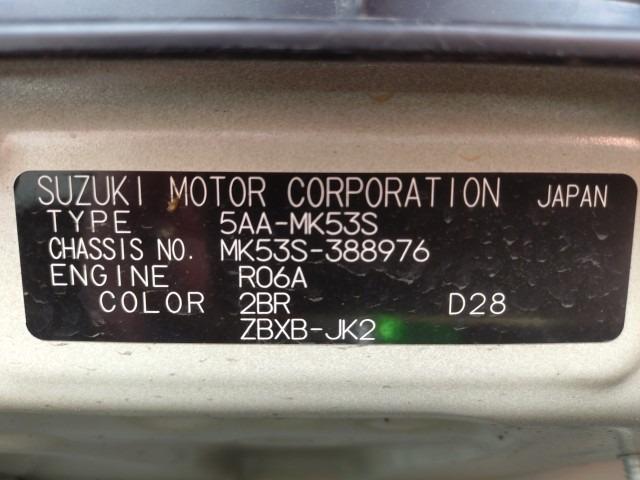 SUZUKI MOTOR CORPORATION JAPAN
TYPE 5AA-MK53S
CHASSIS NO. MK53S-388976
ENGINE R06A
COLOR 2BR D28
ZBXB-JK2